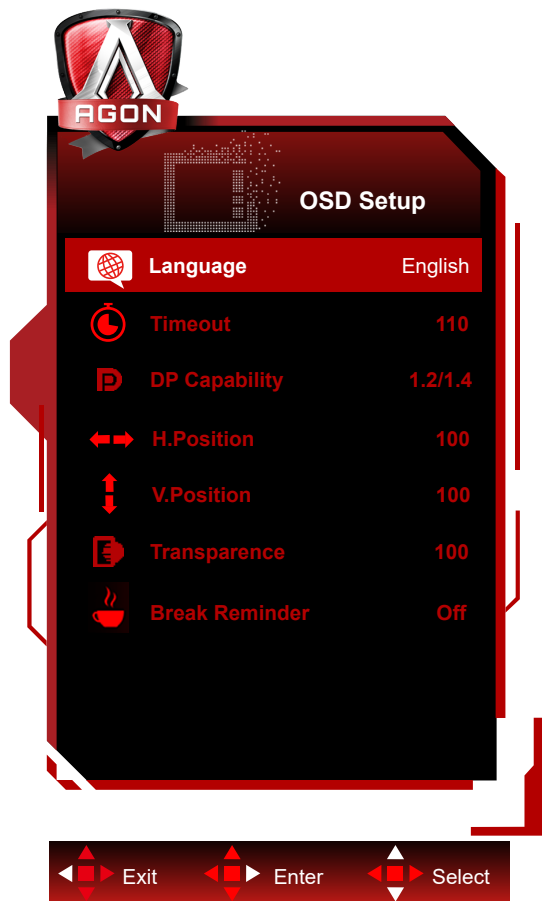 AGON
OSD Setup
Language English
Timeout 110
DP Capability 1.2/1.4
H.Position 100
V.Position 100
Transparence 100
Break Reminder Off
Exit Enter Select